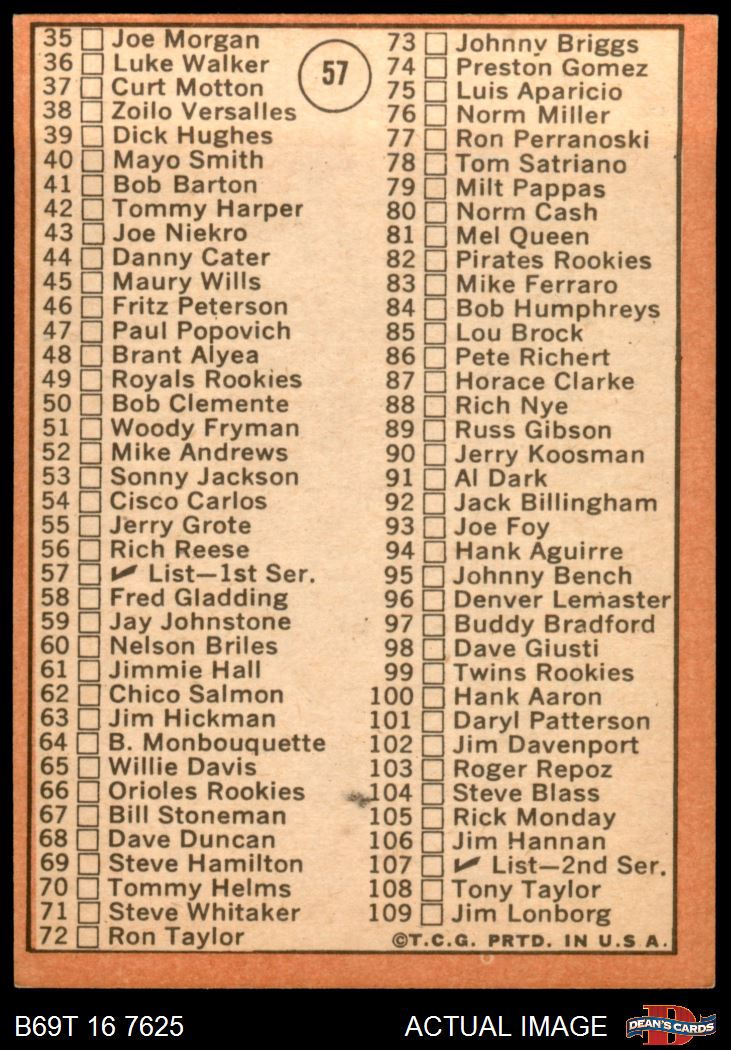 35 Joe Morgan
36 Luke Walker
37 Curt Motton
38 Zoilo Versalles
39 Dick Hughes
40 Mayo Smith
41 Bob Barton
42 Tommy Harper
43 Joe Niekro
44 Danny Cater
45 Maury Wills
46 Fritz Peterson
47 Paul Popovich
48 Brant Alyea
49 Royals Rookies
50 Bob Clemente
51 Woody Fryman
52 Mike Andrews
53 Sonny Jackson
54 Cisco Carlos
55 Jerry Grote
56 Rich Reese
57 ✓ List—1st Ser.
58 Fred Gladding
59 Jay Johnstone
60 Nelson Briles
61 Jimmie Hall
62 Chico Salmon
63 Jim Hickman
64 B. Monbouquette
65 Willie Davis
66 Orioles Rookies
67 Bill Stoneman
68 Dave Duncan
69 Steve Hamilton
70 Tommy Helms
71 Steve Whitaker
72 Ron Taylor
57
73 Johnny Briggs
74 Preston Gomez
75 Luis Aparicio
76 Norm Miller
77 Ron Perranoski
78 Tom Satriano
79 Milt Pappas
80 Norm Cash
81 Mel Queen
82 Pirates Rookies
83 Mike Ferraro
84 Bob Humphreys
85 Lou Brock
86 Pete Richert
87 Horace Clarke
88 Rich Nye
89 Russ Gibson
90 Jerry Koosman
91 Al Dark
92 Jack Billingham
93 Joe Foy
94 Hank Aguirre
95 Johnny Bench
96 Denver Lemaster
97 Buddy Bradford
98 Dave Giusti
99 Twins Rookies
100 Hank Aaron
101 Daryl Patterson
102 Jim Davenport
103 Roger Repoz
104 Steve Blass
105 Rick Monday
106 Jim Hannan
107 ✓ List—2nd Ser.
108 Tony Taylor
109 Jim Lonborg
©T.C.G. PRTD. IN U.S.A.
B69T 16 7625
ACTUAL IMAGE
D
DEAN'S CARDS